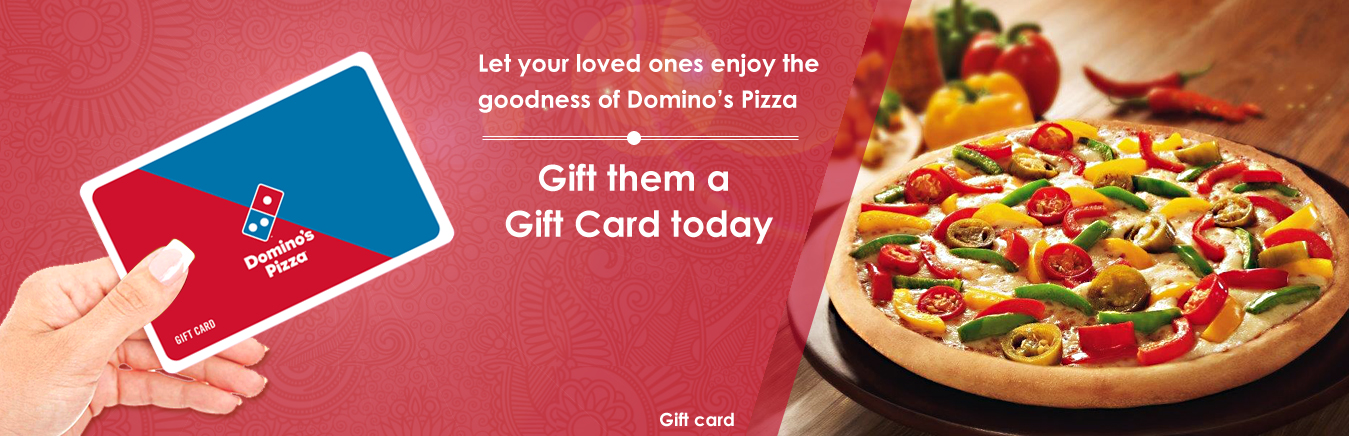 Let your loved ones enjoy the
goodness of Domino's Pizza
Gift them a
Gift Card today
Domino's
Pizza
GIFT CARD
Gift card